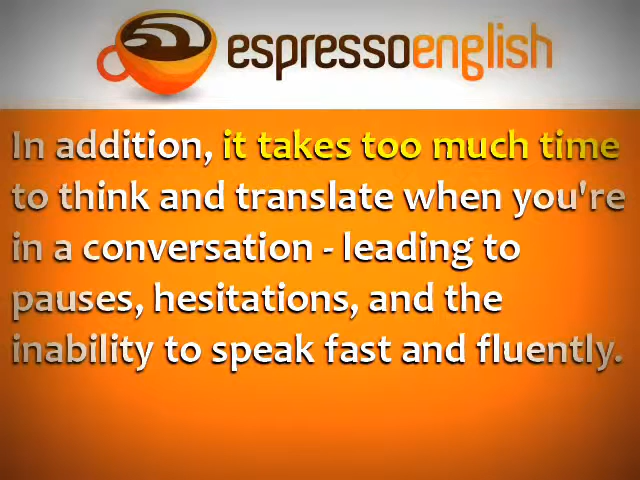 espressoenglish
In addition, it takes too much time
to think and translate when you're
in a conversation - leading to
pauses, hesitations, and the
inability to speak fast and fluently.